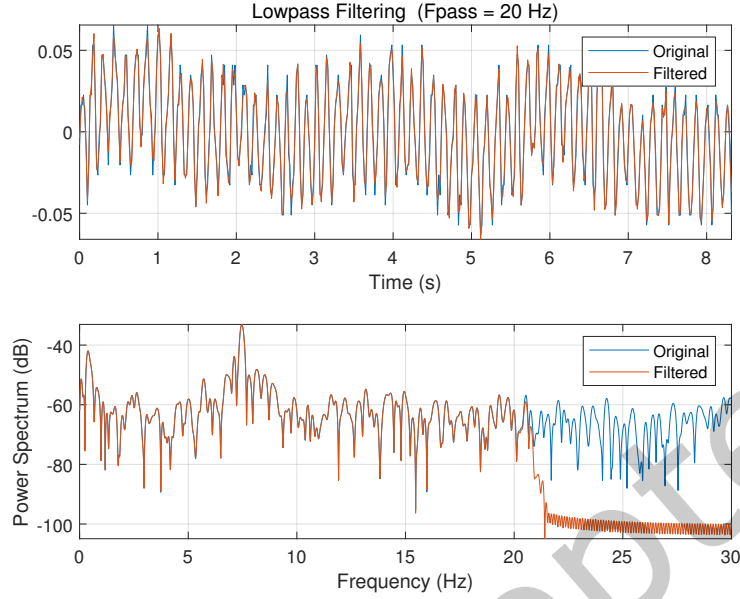 Lowpass Filtering (Fpass = 20 Hz)
0.05
0
-0.05
Original
Filtered
0 1 2 3 4 5 6 7 8
Time (s)
Power Spectrum (dB)
-40
-60
-80
-100
Original
Filtered
0 5 10 15 20 25 30
Frequency (Hz)